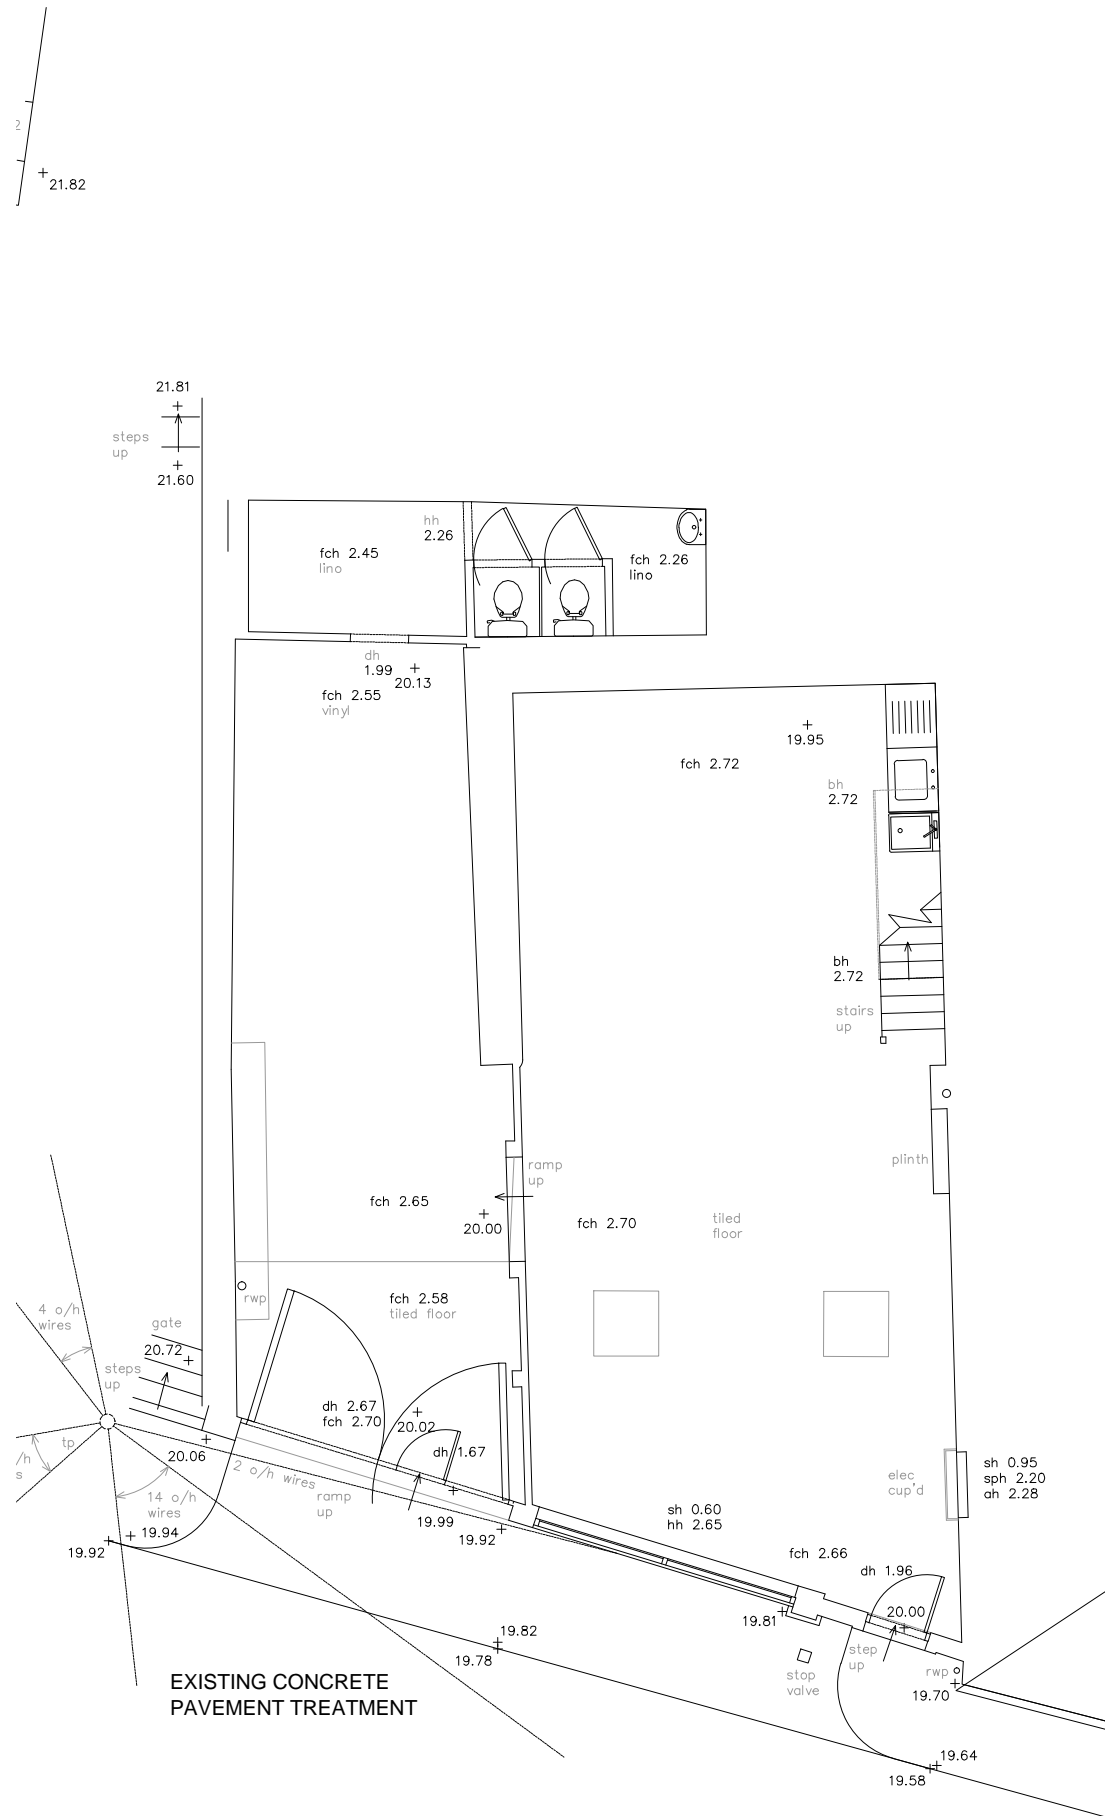 2
21.82
21.81
steps
up
21.60
hh
2.26
fch 2.45
lino
fch 2.26
lino
dh
1.99
20.13
fch 2.55
vinyl
19.95
fch 2.72
bh
2.72
bh
2.72
stairs
up
plinth
ramp
up
fch 2.65
20.00
fch 2.70
tiled
floor
rwp
fch 2.58
tiled floor
4 o/h
wires
gate
20.72
steps
up
dh 2.67
fch 2.70
20.02
dh 1.67
tp
/h
s
20.06
2 o/h wires
14 o/h
wires
ramp
up
19.99
19.92
19.94
19.92
elec
cup'd
sh 0.95
sph 2.20
ah 2.28
sh 0.60
hh 2.65
fch 2.66
dh 1.96
20.00
19.81
19.82
19.78
step
up
stop
valve
rwp
19.70
EXISTING CONCRETE
PAVEMENT TREATMENT
19.64
19.58